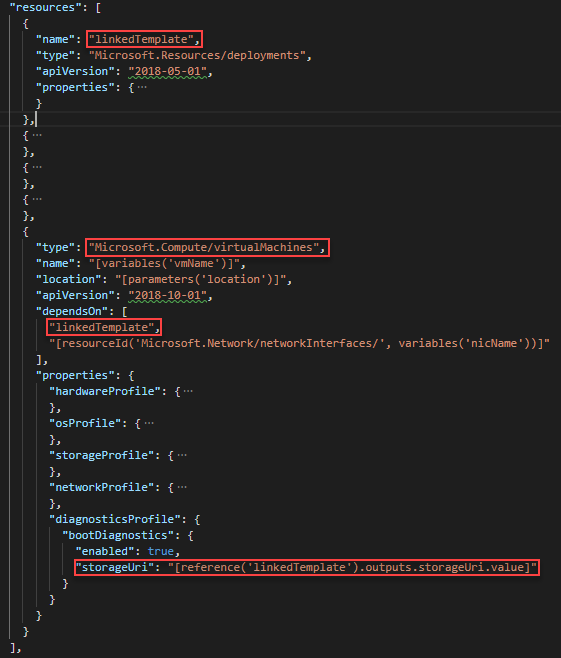 "resources": [
  {
    "name": "linkedTemplate",
    "type": "Microsoft.Resources/deployments",
    "apiVersion": "2018-05-01",
    "properties": {···
    }
  },
  {···
  },
  {···
  },
  {···
  },
  {
    "type": "Microsoft.Compute/virtualMachines",
    "name": "[variables('vmName')]",
    "location": "[parameters('location')]",
    "apiVersion": "2018-10-01",
    "dependsOn": [
      "linkedTemplate",
      "[resourceId('Microsoft.Network/networkInterfaces/', variables('nicName'))]"
    ],
    "properties": {
      "hardwareProfile": {···
      },
      "osProfile": {···
      },
      "storageProfile": {···
      },
      "networkProfile": {···
      },
      "diagnosticsProfile": {
        "bootDiagnostics": {
          "enabled": true,
          "storageUri": "[reference('linkedTemplate').outputs.storageUri.value]"
        }
      }
    }
  }
],